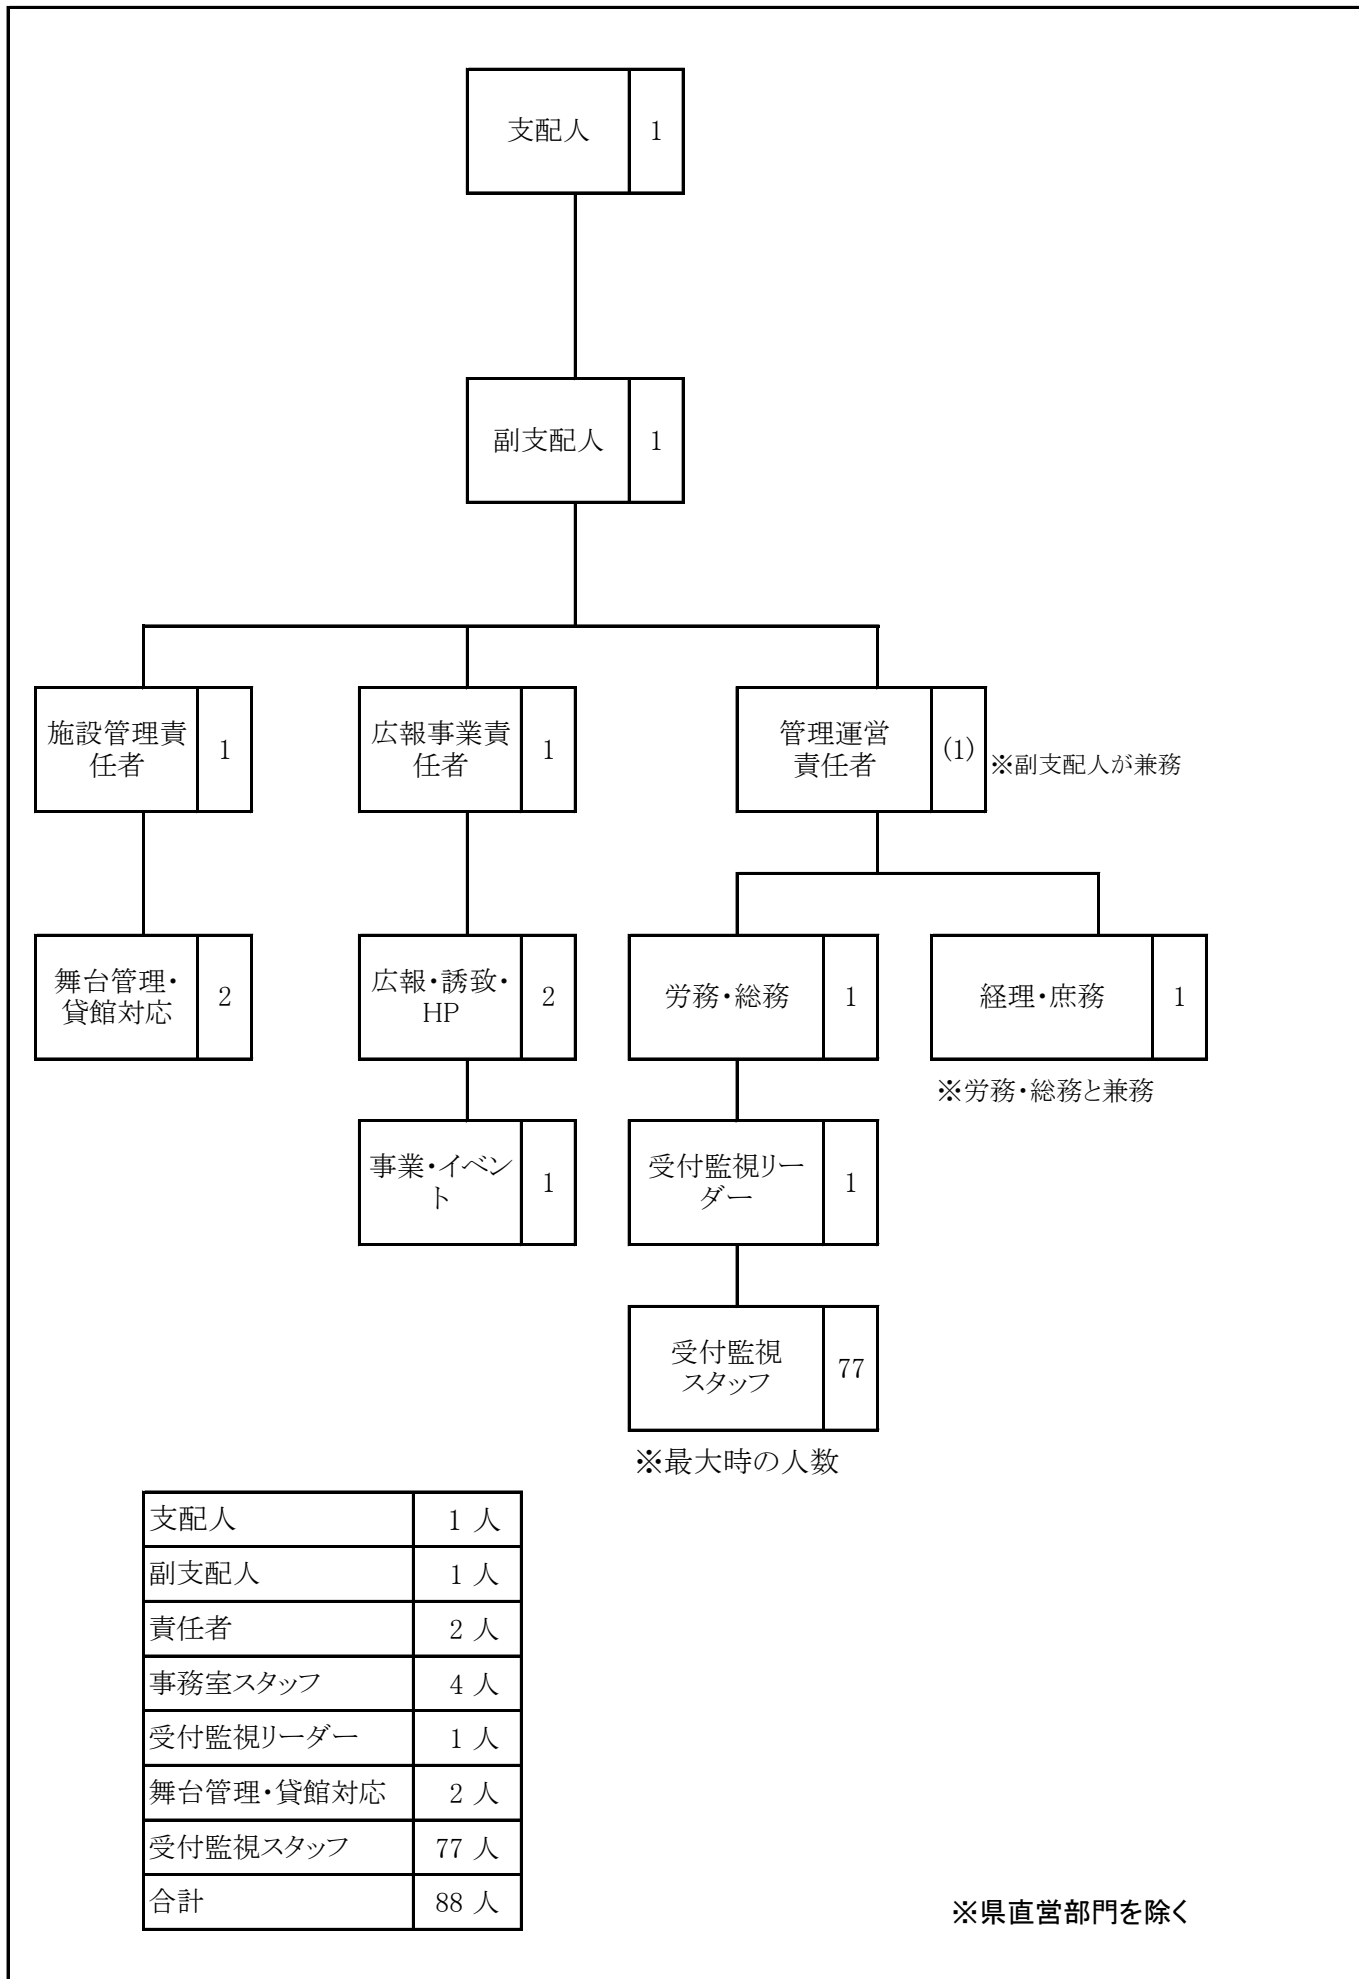 支配人 1
副支配人 1
施設管理責
任者
1
広報事業責
任者
1
管理運営
責任者
(1)
※副支配人が兼務
舞台管理・
貸館対応
2
広報・誘致・
HP
2
労務・総務 1
経理・庶務 1
※労務・総務と兼務
事業・イベン
ト
1
受付監視リー
ダー
1
受付監視
スタッフ
77
※最大時の人数
支配人 1 人
副支配人 1 人
責任者 2 人
事務室スタッフ 4 人
受付監視リーダー 1 人
舞台管理・貸館対応 2 人
受付監視スタッフ 77 人
合計 88 人
※県直営部門を除く